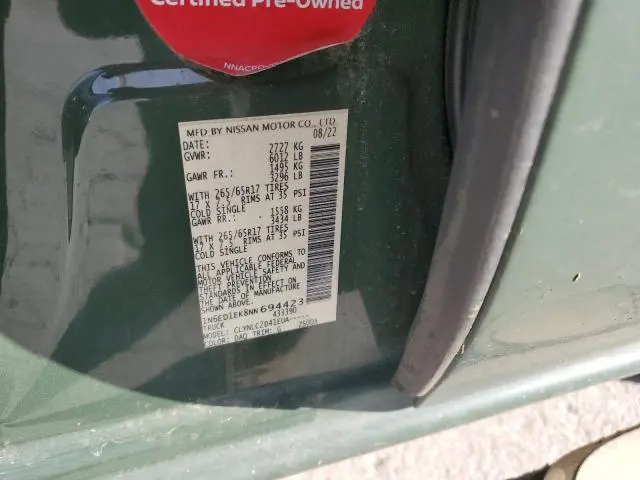 Certified Pre-Owned
MFD BY NISSAN MOTOR CO., LTD.
DATE: 08/22
GVWR: 2727 KG
6012 LB
GAWR FR.: 1495 KG
3296 LB
WITH 265/65R17 TIRES
17 X 7.5 RIMS AT 35 PSI
COLD SINGLE
GAWR RR.: 1558 KG
3434 LB
WITH 265/65R17 TIRES
17 X 7.5 RIMS AT 35 PSI
COLD SINGLE
THIS VEHICLE CONFORMS TO
ALL APPLICABLE FEDERAL
MOTOR VEHICLE SAFETY AND
THEFT PREVENTION
STANDARDS IN EFFECT ON
THE DATE OF MANUFACTURE
SHOWN ABOVE.
1N6ED1EK8NN694423
TRUCK 433390
MODEL: CLYNLC2D41EUA-----
COLOR: DAQ TRIM: G 2500X